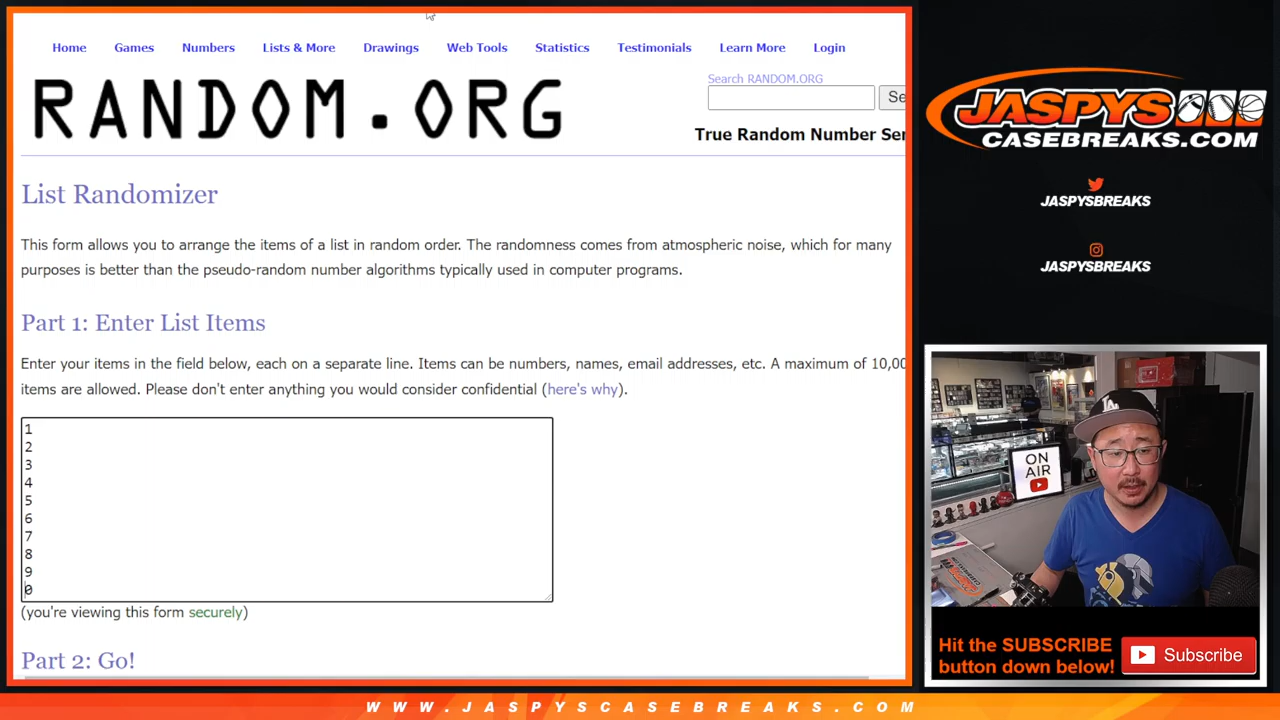 Home Games Numbers Lists & More Drawings Web Tools Statistics Testimonials Learn More Login
RANDOM.ORG
Search RANDOM.ORG
Se
True Random Number Ser
List Randomizer
This form allows you to arrange the items of a list in random order. The randomness comes from atmospheric noise, which for many
purposes is better than the pseudo-random number algorithms typically used in computer programs.
Part 1: Enter List Items
Enter your items in the field below, each on a separate line. Items can be numbers, names, email addresses, etc. A maximum of 10,00
items are allowed. Please don't enter anything you would consider confidential (here's why).
1
2
3
4
5
6
7
8
9
0
(you're viewing this form securely)
Part 2: Go!
JASPYS
CASEBREAKS.COM
JASPYSBREAKS
JASPYSBREAKS
LA
ON
AIR
JASPYS
Hit the SUBSCRIBE
button down below!
Subscribe
WWW.JASPYSCASEBREAKS.COM